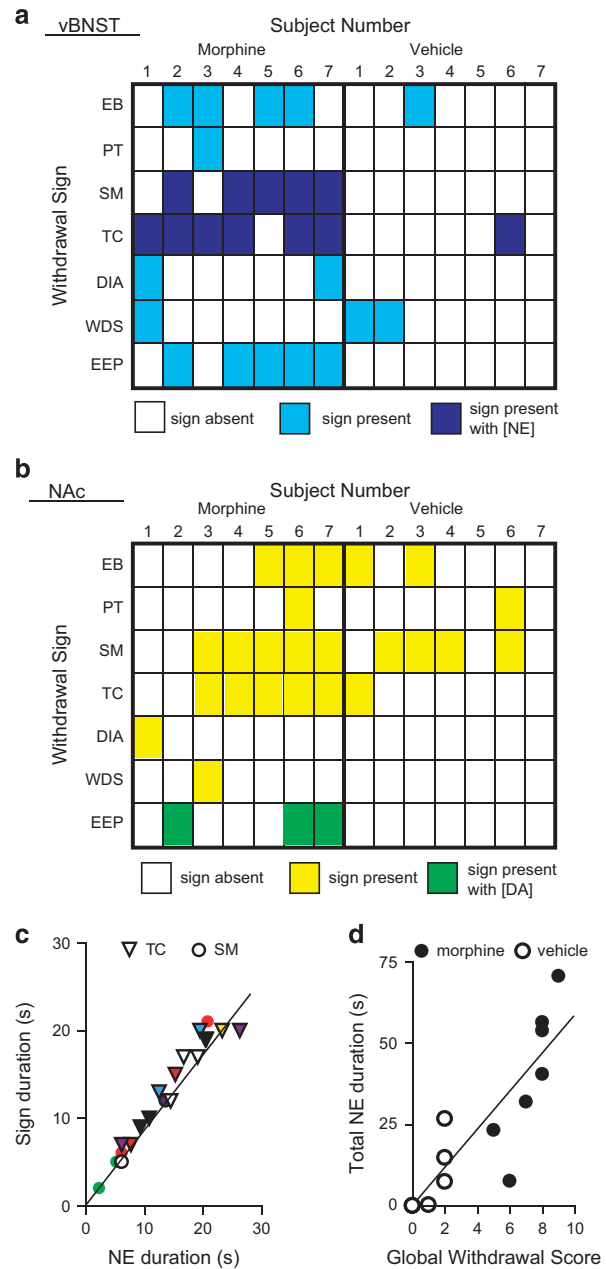 a
vBNST
Subject Number
Morphine Vehicle
1 2 3 4 5 6 7 1 2 3 4 5 6 7
Withdrawal Sign
EB
PT
SM
TC
DIA
WDS
EEP
sign absent
sign present
sign present
with [NE]
b
NAc
Subject Number
Morphine Vehicle
1 2 3 4 5 6 7 1 2 3 4 5 6 7
Withdrawal Sign
EB
PT
SM
TC
DIA
WDS
EEP
sign absent
sign present
sign present
with [DA]
c
TC SM
Sign duration (s)
30
20
10
0
0 10 20 30
NE duration (s)
d
morphine vehicle
Total NE duration (s)
75
50
25
0
0 2 4 6 8 10
Global Withdrawal Score